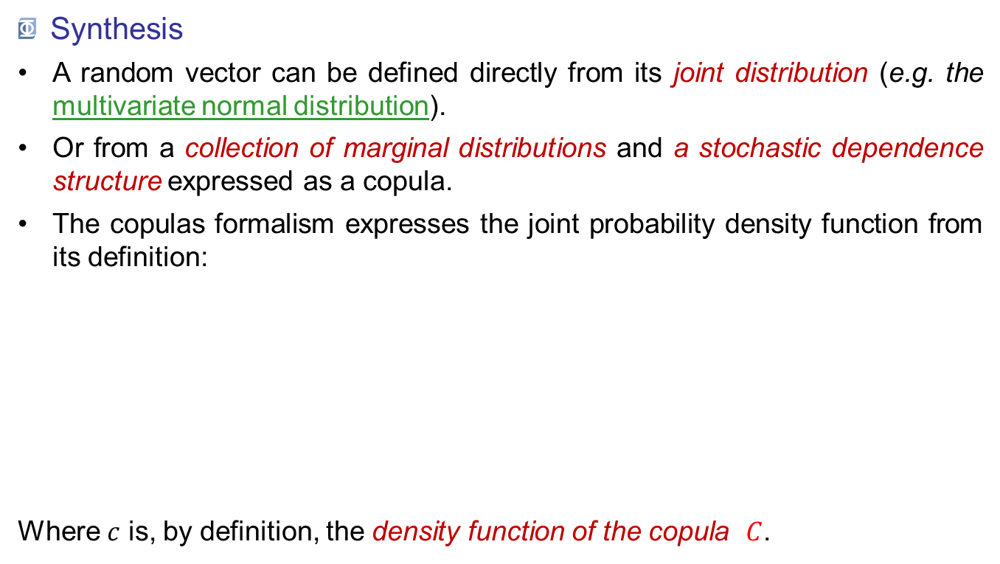 Synthesis
• A random vector can be defined directly from its joint distribution (e.g. the
multivariate normal distribution).
• Or from a collection of marginal distributions and a stochastic dependence
structure expressed as a copula.
• The copulas formalism expresses the joint probability density function from
its definition:
Where 𝑐 is, by definition, the density function of the copula 𝐶.